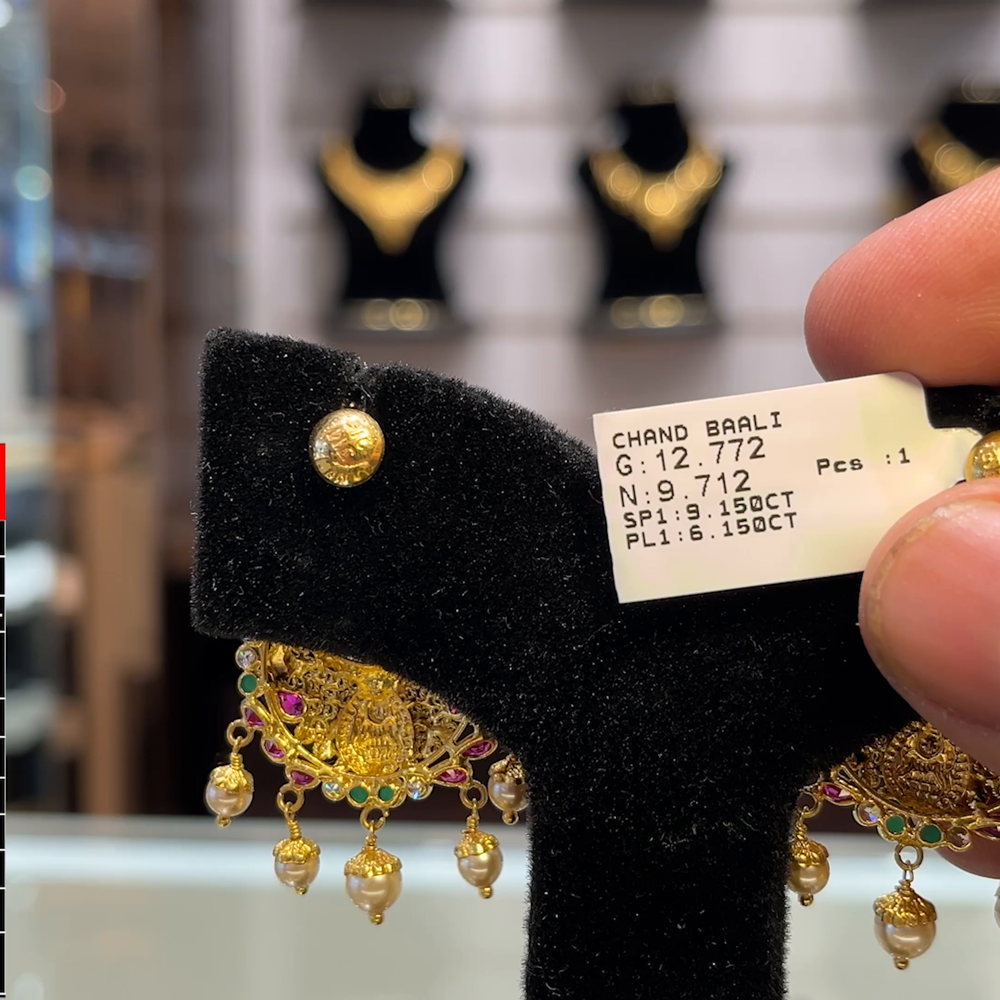 CHAND BAALI
G:12.772
N:9.712
Pcs :1
SP1:9.150CT
PL1:6.150CT